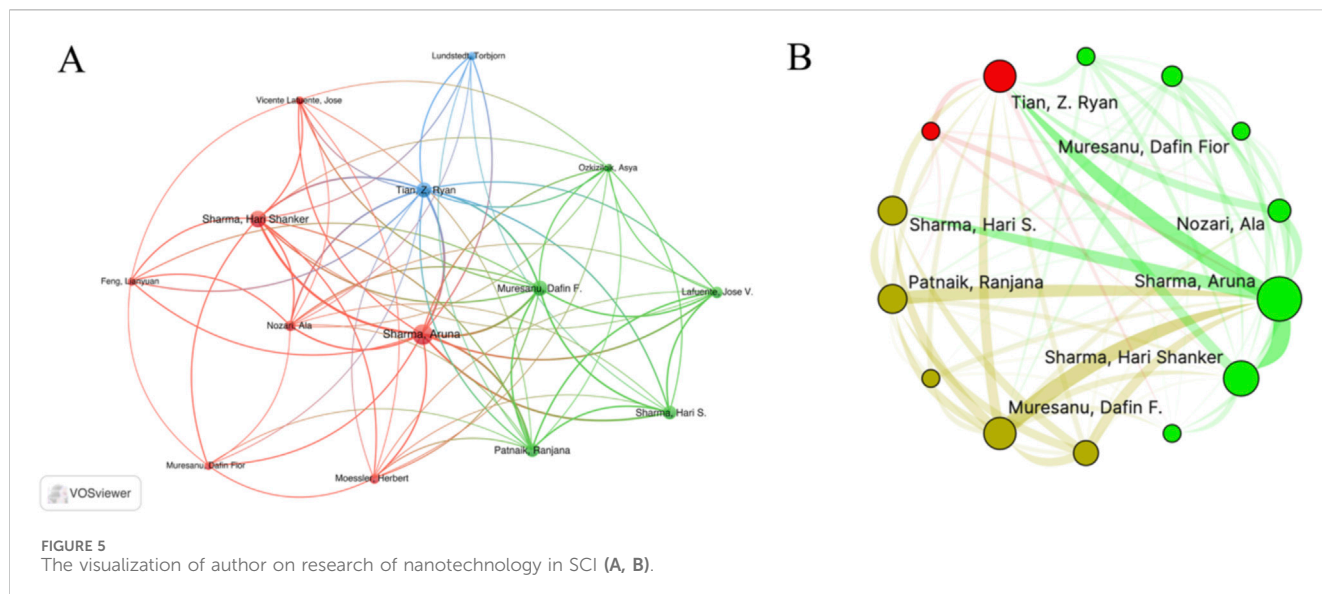 A
Lundstedt, Torbjorn
Vicente Lafuente, Jose
Ozkizilcik, Asya
Tian, Z. Ryan
Sharma, Hari Shanker
Feng, Lianyuan
Muresanu, Dafin F.
Lafuente, Jose V.
Nozari, Ala
Sharma, Aruna
Sharma, Hari S.
Patnaik, Ranjana
Muresanu, Dafin Fior
Moessler, Herbert
VOSviewer
B
Tian, Z. Ryan
Muresanu, Dafin Fior
Sharma, Hari S.
Nozari, Ala
Patnaik, Ranjana
Sharma, Aruna
Sharma, Hari Shanker
Muresanu, Dafin F.
FIGURE 5
The visualization of author on research of nanotechnology in SCI (A, B).